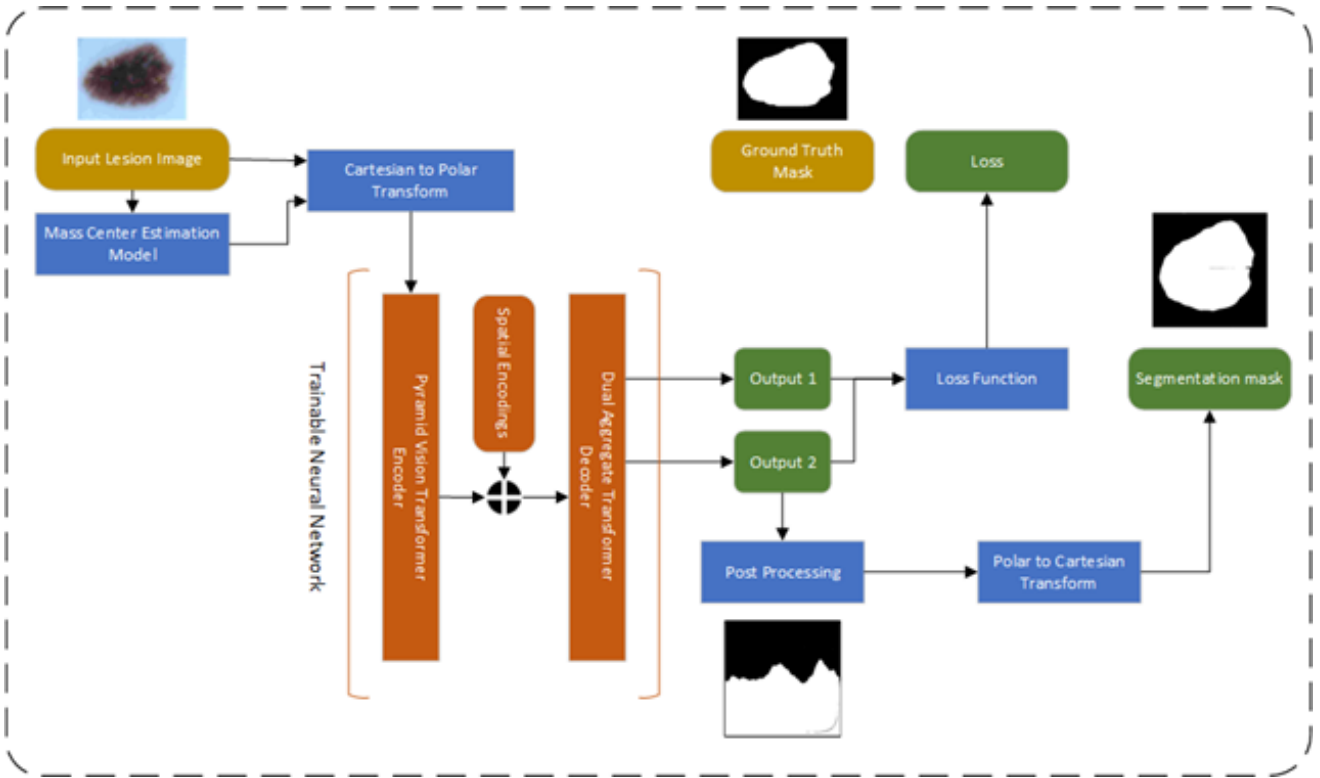 Input Lesion Image
Mass Center Estimation
Model
Cartesian to Polar
Transform
Trainable Neural Network
Pyramid Vision Transformer
Encoder
Spatial Encodings
Dual Aggregate Transformer
Decoder
Ground Truth
Mask
Loss
Output 1
Output 2
Loss Function
Segmentation mask
Post Processing
Polar to Cartesian
Transform